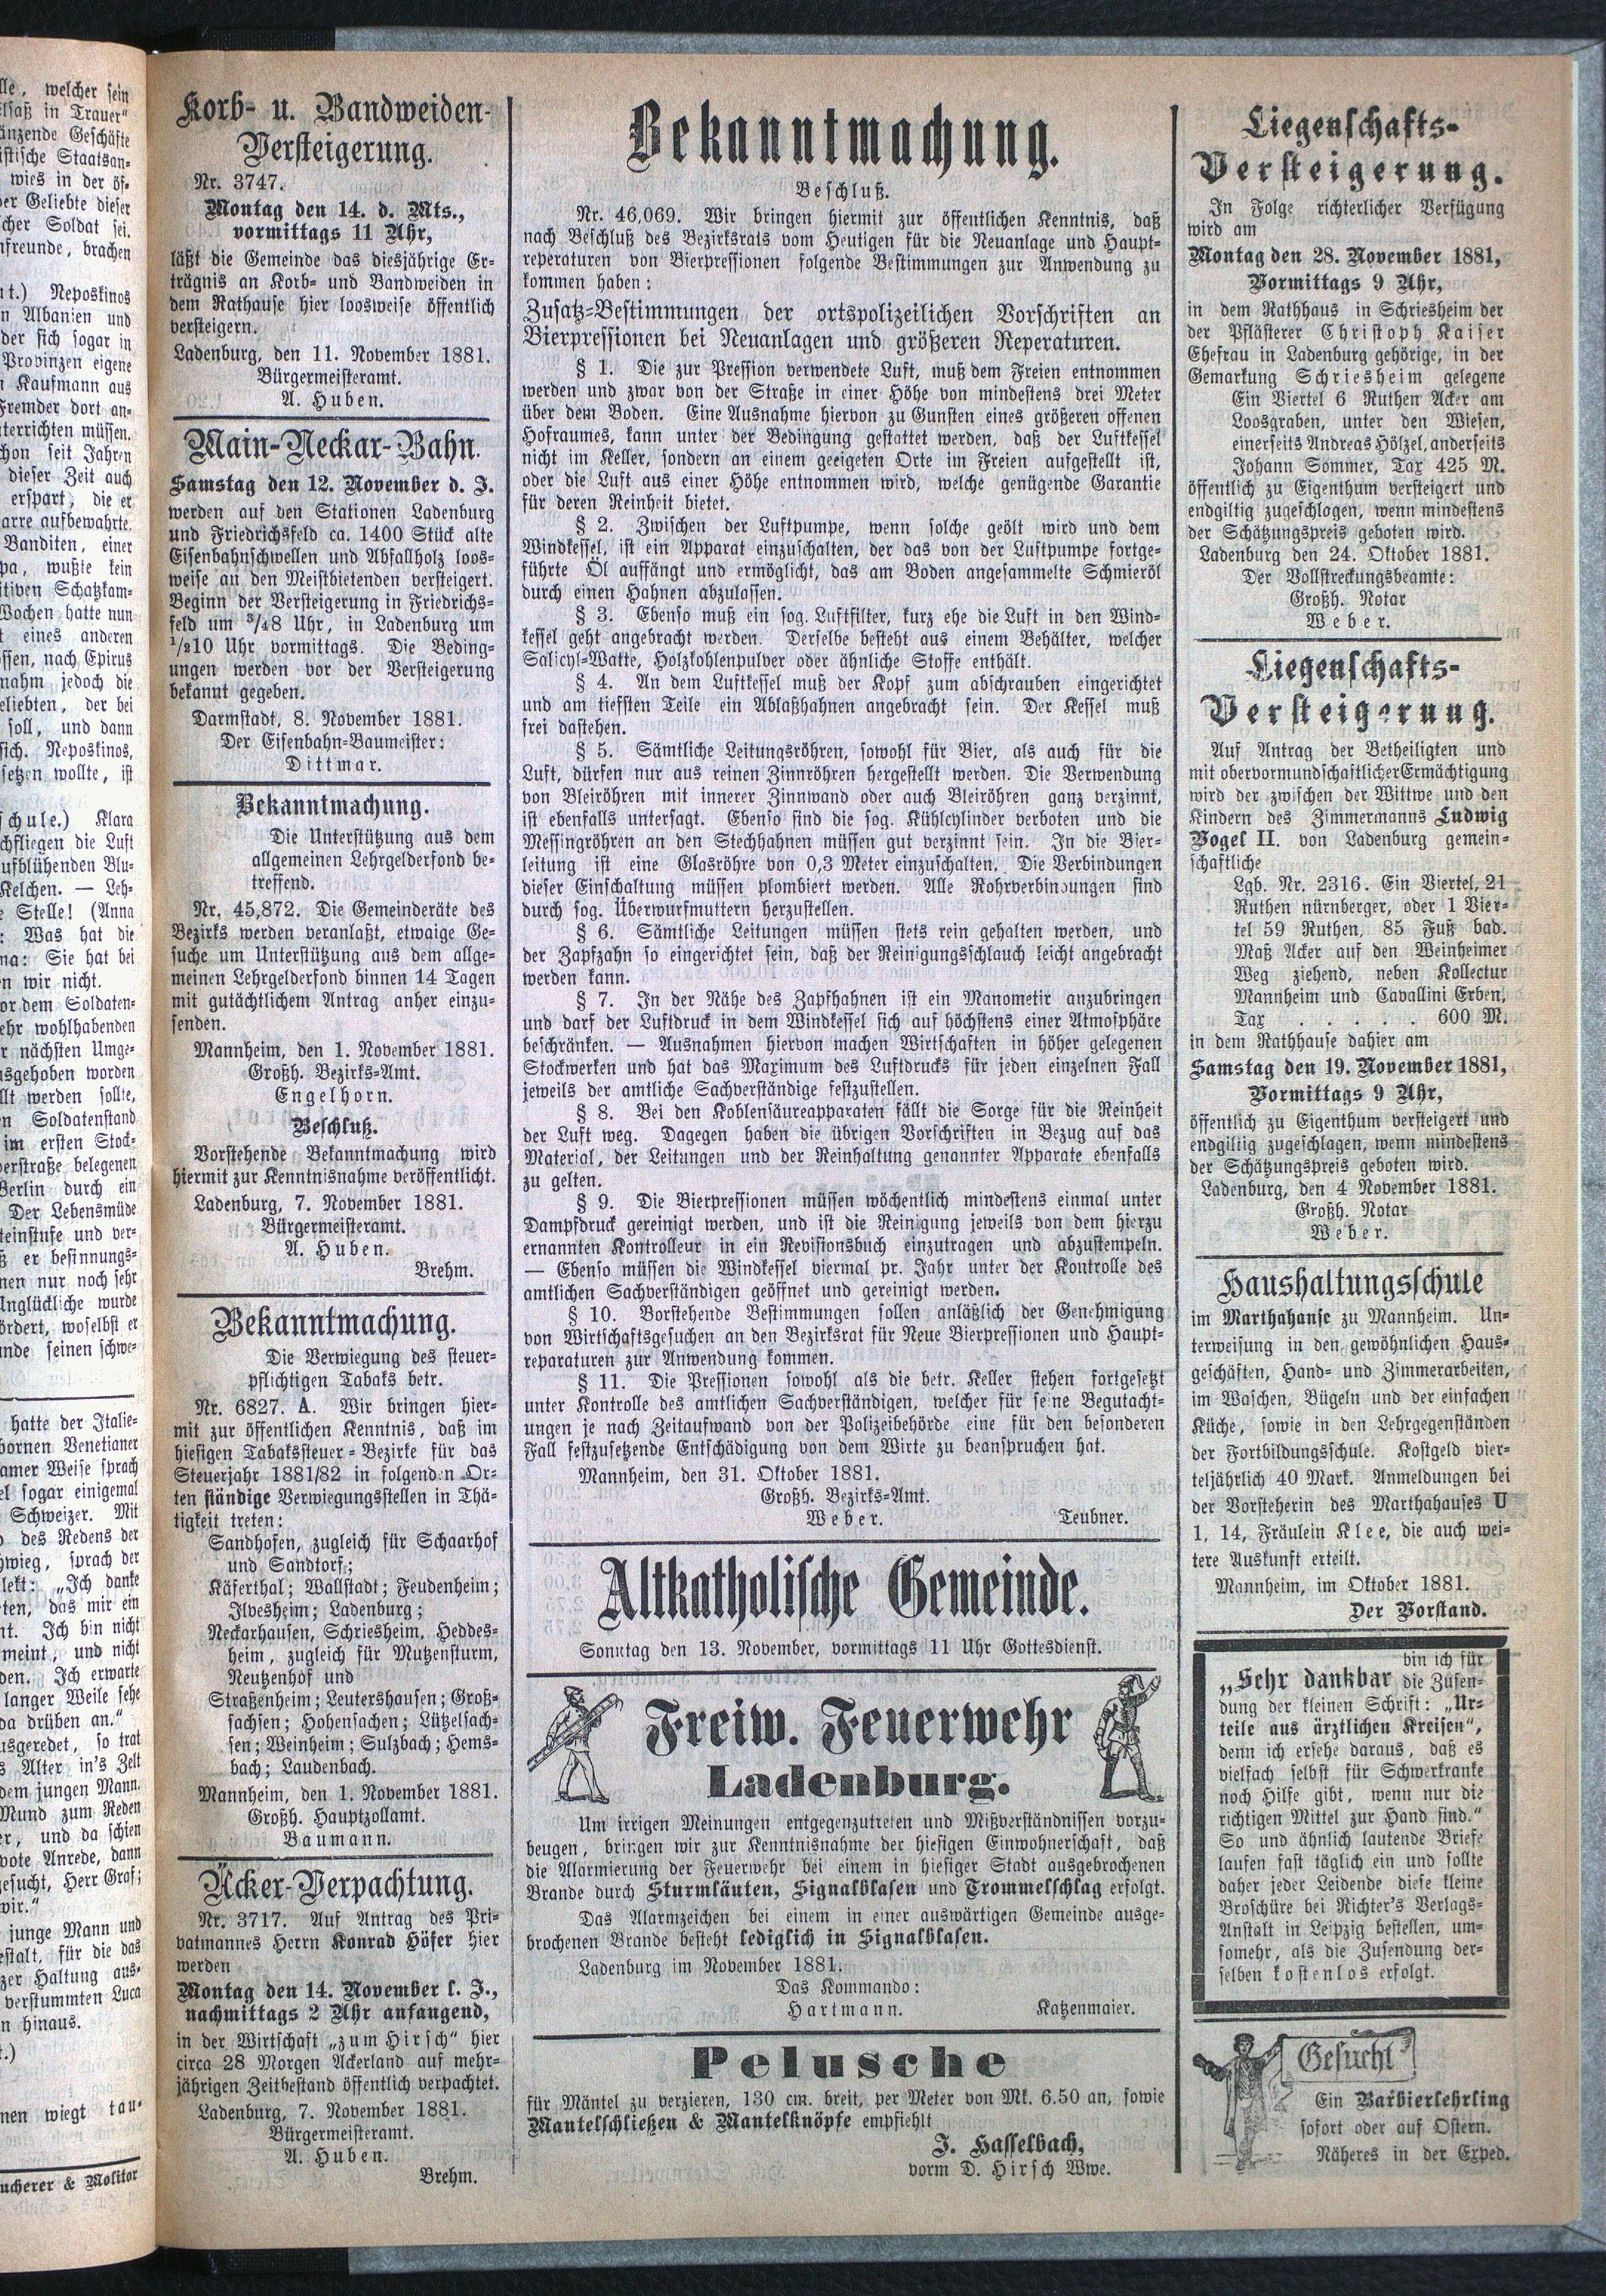 Korb- u. Bandweiden-
Versteigerung.
Nr. 3747.
Montag den 14. d. Mts.,
vormittags 11 Uhr,
läßt die Gemeinde das diesjährige Er-
trägnis an Korb- und Bandweiden in
dem Rathause hier loosweise öffentlich
versteigern.
Ladenburg, den 11. November 1881.
Bürgermeisteramt.
A. Huben.
Main-Neckar-Bahn.
Samstag den 12. November d. J.
werden auf den Stationen Ladenburg
und Friedrichsfeld ca. 1400 Stück alte
Eisenbahnschwellen und Abfallholz loos-
weise an den Meistbietenden versteigert.
Beginn der Versteigerung in Friedrichs-
feld um ³/₄8 Uhr, in Ladenburg um
½10 Uhr vormittags. Die Beding-
ungen werden vor der Versteigerung
bekannt gegeben.
Darmstadt, 8. November 1881.
Der Eisenbahn-Baumeister:
Dittmar.
Bekanntmachung.
Die Unterstützung aus dem
allgemeinen Lehrgelderfond be-
treffend.
Nr. 45,872. Die Gemeinderäte des
Bezirks werden veranlaßt, etwaige Ge-
suche um Unterstützung aus dem allge-
meinen Lehrgelderfond binnen 14 Tagen
mit gutächtlichem Antrag anher einzu-
senden.
Mannheim, den 1. November 1881.
Großh. Bezirks-Amt.
Engelhorn.
Beschluß.
Vorstehende Bekanntmachung wird
hiermit zur Kenntnisnahme veröffentlicht.
Ladenburg, 7. November 1881.
Bürgermeisteramt.
A. Huben.
Brehm.
Bekanntmachung.
Die Verwiegung des steuer-
pflichtigen Tabaks betr.
Nr. 6827. A. Wir bringen hier-
mit zur öffentlichen Kenntnis, daß im
hiesigen Tabaksteuer-Bezirke für das
Steuerjahr 1881/82 in folgenden Or-
ten ständige Verwiegungsstellen in Thä-
tigkeit treten:
Sandhofen, zugleich für Schaarhof
und Sandtorf;
Käferthal; Wallstadt; Feudenheim;
Ilvesheim; Ladenburg;
Neckarhausen, Schriesheim, Heddes-
heim, zugleich für Mutzensturm,
Neutzenhof und
Straßenheim; Leutershausen; Groß-
sachsen; Hohensachen; Lützelsach-
sen; Weinheim; Sulzbach; Hems-
bach; Laudenbach.
Mannheim, den 1. November 1881.
Großh. Hauptzollamt.
Baumann.
Äcker-Verpachtung.
Nr. 3717. Auf Antrag des Pri-
vatmannes Herrn Konrad Höfer hier
werden
Montag den 14. November l. J.,
nachmittags 2 Uhr anfangend,
in der Wirtschaft „zum Hirsch“ hier
circa 28 Morgen Ackerland auf mehr-
jährigen Zeitbestand öffentlich verpachtet.
Ladenburg, 7. November 1881.
Bürgermeisteramt.
A. Huben.
Brehm.
Bekanntmachung.
Beschluß.
Nr. 46,069. Wir bringen hiermit zur öffentlichen Kenntnis, daß
nach Beschluß des Bezirksrats vom Heutigen für die Neuanlage und Haupt-
reperaturen von Bierpressionen folgende Bestimmungen zur Anwendung zu
kommen haben:
Zusatz-Bestimmungen der ortspolizeilichen Vorschriften an
Bierpressionen bei Neuanlagen und größeren Reperaturen.
§ 1. Die zur Pression verwendete Luft, muß dem Freien entnommen
werden und zwar von der Straße in einer Höhe von mindestens drei Meter
über dem Boden. Eine Ausnahme hiervon zu Gunsten eines größeren offenen
Hofraumes, kann unter der Bedingung gestattet werden, daß der Luftkessel
nicht im Keller, sondern an einem geeigeten Orte im Freien aufgestellt ist,
oder die Luft aus einer Höhe entnommen wird, welche genügende Garantie
für deren Reinheit bietet.
§ 2. Zwischen der Luftpumpe, wenn solche geölt wird und dem
Windkessel, ist ein Apparat einzuschalten, der das von der Luftpumpe fortge-
führte Öl auffängt und ermöglicht, das am Boden angesammelte Schmieröl
durch einen Hahnen abzulassen.
§ 3. Ebenso muß ein sog. Luftfilter, kurz ehe die Luft in den Wind-
kessel geht angebracht werden. Derselbe besteht aus einem Behälter, welcher
Salicyl-Watte, Holzkohlenpulver oder ähnliche Stoffe enthält.
§ 4. An dem Luftkessel muß der Kopf zum abschrauben eingerichtet
und am tiefsten Teile ein Ablaßhahnen angebracht sein. Der Kessel muß
frei dastehen.
§ 5. Sämtliche Leitungsröhren, sowohl für Bier, als auch für die
Luft, dürfen nur aus reinen Zinnröhren hergestellt werden. Die Verwendung
von Bleiröhren mit innerer Zinnwand oder auch Bleiröhren ganz verzinnt,
ist ebenfalls untersagt. Ebenso sind die sog. Kühlcylinder verboten und die
Messingröhren an den Stechhahnen müssen gut verzinnt sein. In die Bier-
leitung ist eine Glasröhre von 0,3 Meter einzuschalten. Die Verbindungen
dieser Einschaltung müssen plombiert werden. Alle Rohrverbindungen sind
durch sog. Überwurfmuttern herzustellen.
§ 6. Sämtliche Leitungen müssen stets rein gehalten werden, und
der Zapfzahn so eingerichtet sein, daß der Reinigungsschlauch leicht angebracht
werden kann.
§ 7. In der Nähe des Zapfhahnen ist ein Manometir anzubringen
und darf der Luftdruck in dem Windkessel sich auf höchstens einer Atmosphäre
beschränken. — Ausnahmen hiervon machen Wirtschaften in höher gelegenen
Stockwerken und hat das Maximum des Luftdrucks für jeden einzelnen Fall
jeweils der amtliche Sachverständige festzustellen.
§ 8. Bei den Koblensäureapparaten fällt die Sorge für die Reinheit
der Luft weg. Dagegen haben die übrigen Vorschriften in Bezug auf das
Material, der Leitungen und der Reinhaltung genannter Apparate ebenfalls
zu gelten.
§ 9. Die Bierpressionen müssen wöchentlich mindestens einmal unter
Dampfdruck gereinigt werden, und ist die Reinigung jeweils von dem hierzu
ernannten Kontrolleur in ein Revisionsbuch einzutragen und abzustempeln.
— Ebenso müssen die Windkessel viermal pr. Jahr unter der Kontrolle des
amtlichen Sachverständigen geöffnet und gereinigt werden.
§ 10. Vorstehende Bestimmungen sollen anläßlich der Genehmigung
von Wirtschaftsgesuchen an den Bezirksrat für Neue Bierpressionen und Haupt-
reparaturen zur Anwendung kommen.
§ 11. Die Pressionen sowohl als die betr. Keller stehen fortgesetzt
unter Kontrolle des amtlichen Sachverständigen, welcher für seine Begutacht-
ungen je nach Zeitaufwand von der Polizeibehörde eine für den besonderen
Fall festzusetzende Entschädigung von dem Wirte zu beanspruchen hat.
Mannheim, den 31. Oktober 1881.
Großh. Bezirks-Amt.
Weber. Teubner.
Altkatholische Gemeinde.
Sonntag den 13. November, vormittags 11 Uhr Gottesdienst.
Freiw. Feuerwehr
Ladenburg.
Um irrigen Meinungen entgegenzutreten und Mißverständnissen vorzu-
beugen, bringen wir zur Kenntnisnahme der hiesigen Einwohnerschaft, daß
die Alarmierung der Feuerwehr bei einem in hiesiger Stadt ausgebrochenen
Brande durch Sturmläuten, Signalblasen und Trommelschlag erfolgt.
Das Alarmzeichen bei einem in einer auswärtigen Gemeinde ausge-
brochenen Brande besteht lediglich in Signalblasen.
Ladenburg im November 1881.
Das Kommando:
Hartmann. Katzenmaier.
Pelusche
für Mäntel zu verzieren, 130 cm. breit, per Meter von Mk. 6.50 an, sowie
Mantelschließen & Mantelknöpfe empfiehlt
J. Hasselbach,
vorm D. Hirsch Wwe.
Liegenschafts-
Versteigerung.
In Folge richterlicher Verfügung
wird am
Montag den 28. November 1881,
Vormittags 9 Uhr,
in dem Rathhaus in Schriesheim der
der Pflästerer Christoph Kaiser
Ehefrau in Ladenburg gehörige, in der
Gemarkung Schriesheim gelegene
Ein Viertel 6 Ruthen Acker am
Loosgraben, unter den Wiesen,
einerseits Andreas Hölzel, anderseits
Johann Sommer, Tax 425 M.
öffentlich zu Eigenthum versteigert und
endgiltig zugeschlogen, wenn mindestens
der Schätzungspreis geboten wird.
Ladenburg den 24. Oktober 1881.
Der Vollstreckungsbeamte:
Großh. Notar
Weber.
Liegenschafts-
Versteigerung.
Auf Antrag der Betheiligten und
mit obervormundschaftlicher Ermächtigung
wird der zwischen der Wittwe und den
Kindern des Zimmermanns Ludwig
Vogel II. von Ladenburg gemein-
schaftliche
Lgb. Nr. 2316. Ein Viertel, 21
Ruthen nürnberger, oder 1 Vier-
tel 59 Ruthen, 85 Fuß bad.
Maß Acker auf den Weinheimer
Weg ziehend, neben Kollectur
Mannheim und Cavallini Erben,
Tax . . . . . 600 M.
in dem Rathhause dahier am
Samstag den 19. November 1881,
Vormittags 9 Uhr,
öffentlich zu Eigenthum versteigert und
endgiltig zugeschlagen, wenn mindestens
der Schätzungspreis geboten wird.
Ladenburg, den 4 November 1881.
Großh. Notar
Weber.
Haushaltungsschule
im Marthahause zu Mannheim. Un-
terweisung in den gewöhnlichen Haus-
geschäften, Hand- und Zimmerarbeiten,
im Waschen, Bügeln und der einfachen
Küche, sowie in den Lehrgegenständen
der Fortbildungsschule. Kostgeld vier-
teljährlich 40 Mark. Anmeldungen bei
der Vorsteherin des Marthahauses U
1, 14, Fräulein Klee, die auch wei-
tere Auskunft erteilt.
Mannheim, im Oktober 1881.
Der Vorstand.
„Sehr dankbar bin ich für
die Zusen-
dung der kleinen Schrift: „Ur-
teile aus ärztlichen Kreisen“,
denn ich ersehe daraus, daß es
vielfach selbst für Schwerkranke
noch Hilfe gibt, wenn nur die
richtigen Mittel zur Hand sind.“
So und ähnlich lautende Briefe
laufen fast täglich ein und sollte
daher jeder Leidende diese kleine
Broschüre bei Richter's Verlags-
Anstalt in Leipzig bestellen, um-
somehr, als die Zusendung der-
selben kostenlos erfolgt.
Gesucht
Ein Barbierlehrling
sofort oder auf Ostern.
Näheres in der Exped.